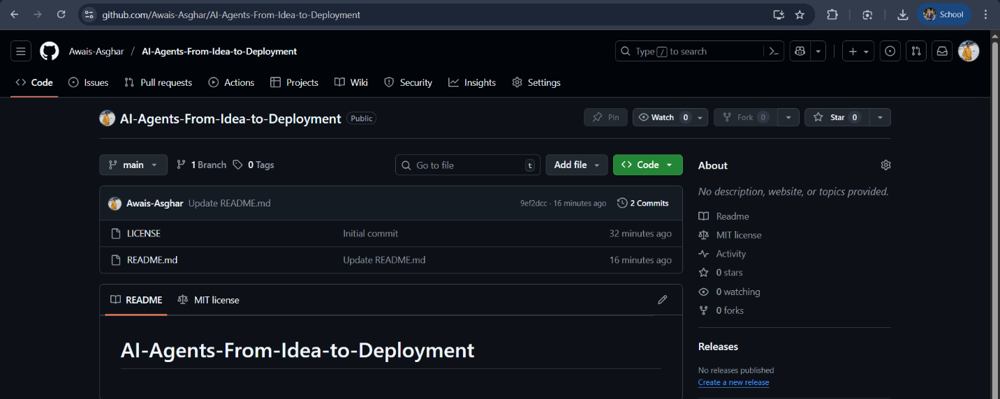 github.com/Awais-Asghar/AI-Agents-From-Idea-to-Deployment School
Awais-Asghar / AI-Agents-From-Idea-to-Deployment Type / to search
Code Issues Pull requests Actions Projects Wiki Security Insights Settings
AI-Agents-From-Idea-to-Deployment Public Pin Watch 0 Fork 0 Star 0
main 1 Branch 0 Tags Go to file t Add file Code
About
No description, website, or topics provided.
Awais-Asghar Update README.md 9ef2dcc · 16 minutes ago 2 Commits
LICENSE Initial commit 32 minutes ago
README.md Update README.md 16 minutes ago
Readme
MIT license
Activity
0 stars
0 watching
0 forks
README MIT license
AI-Agents-From-Idea-to-Deployment
Releases
No releases published
Create a new release